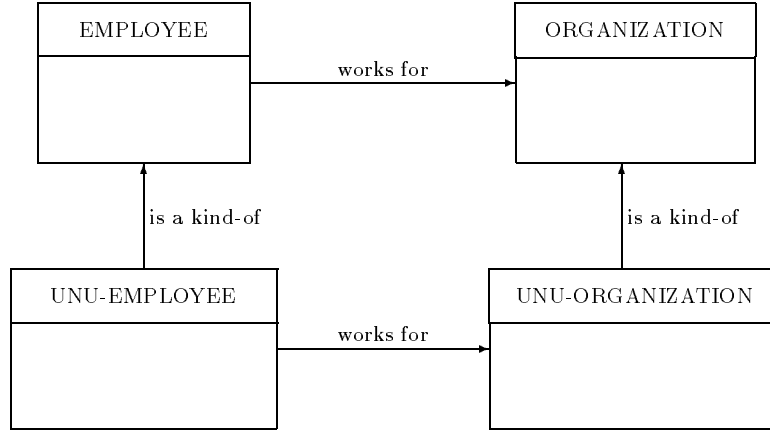 EMPLOYEE
ORGANIZATION
works for
is a kind-of
is a kind-of
UNU-EMPLOYEE
UNU-ORGANIZATION
works for